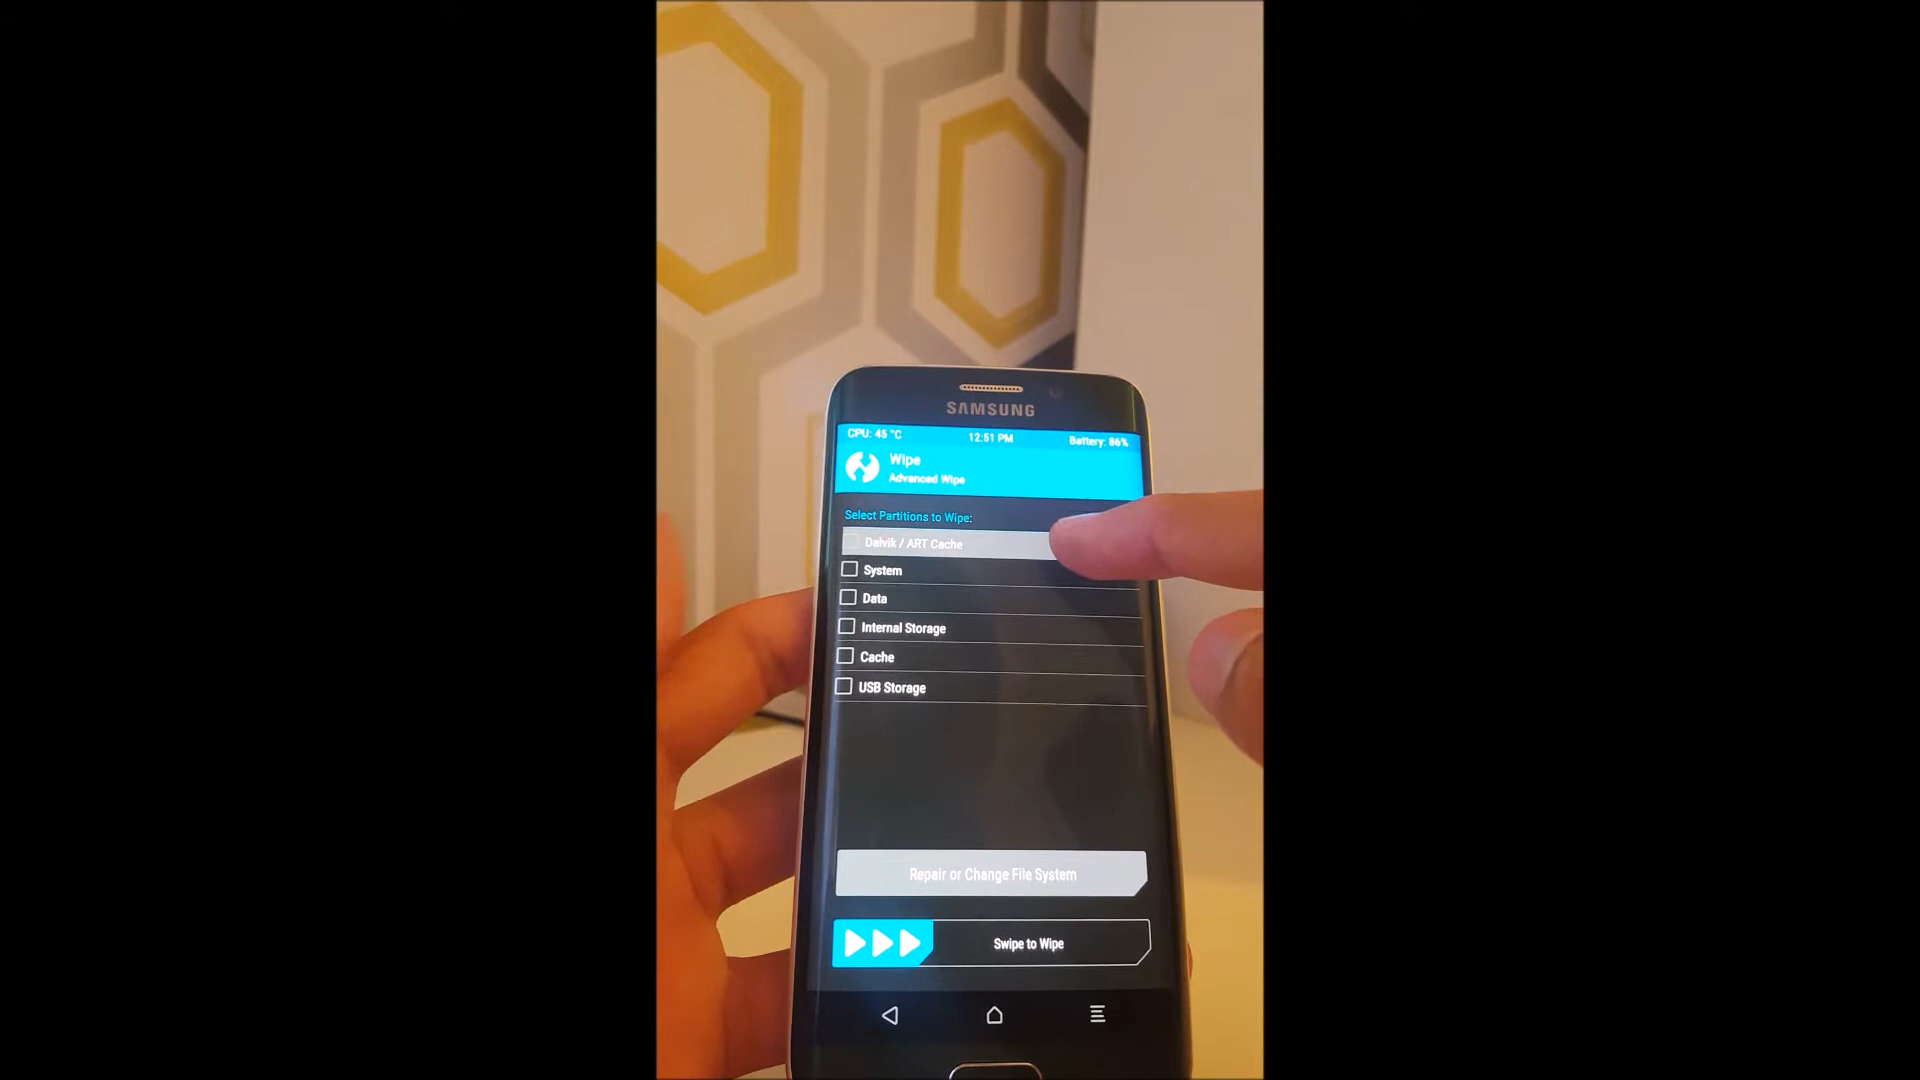 SAMSUNG
CPU: 45 °C
12:51 PM
Battery: 86%
Wipe
Advanced Wipe
Select Partitions to Wipe:
Dalvik / ART Cache
System
Data
Internal Storage
Cache
USB Storage
Repair or Change File System
Swipe to Wipe